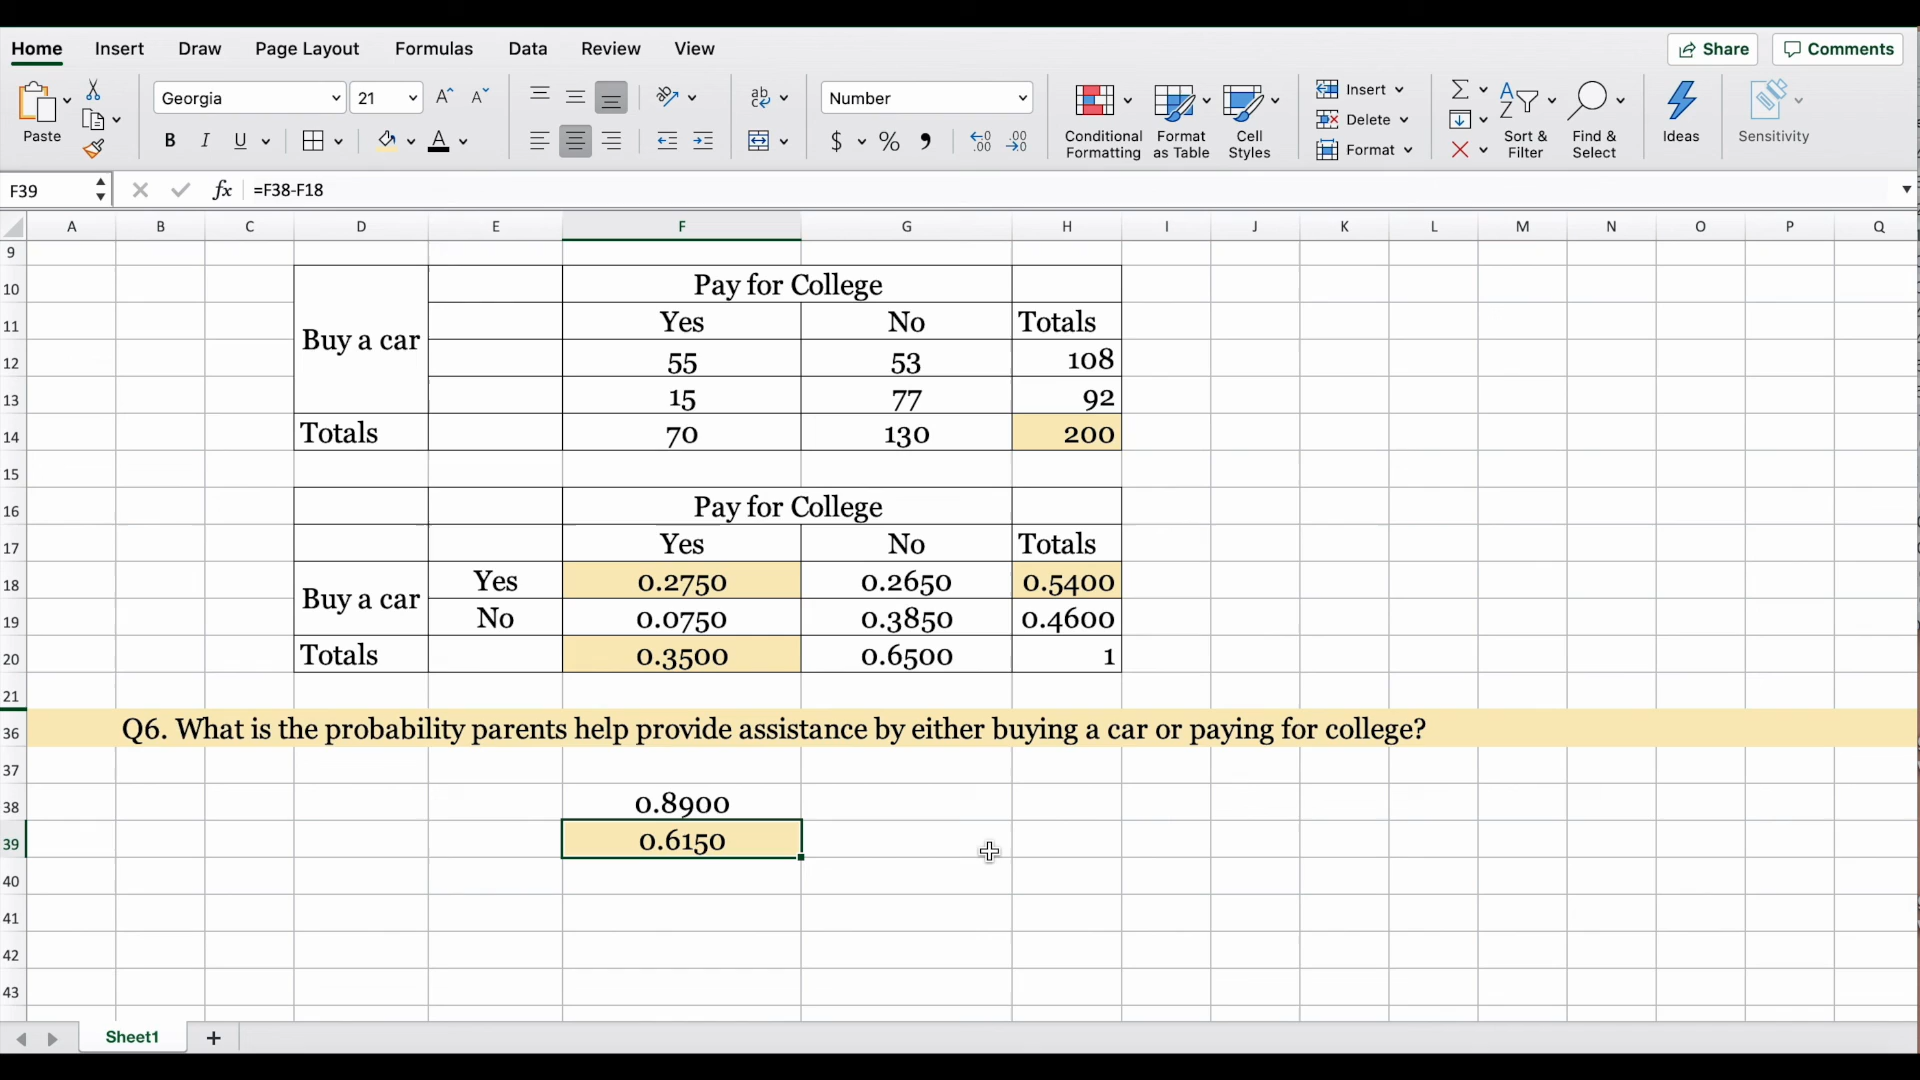 Home Insert Draw Page Layout Formulas Data Review View Share Comments
Paste Georgia 21 A^ A˅ ab Number Conditional Formatting Format as Table Cell Styles Insert Delete Format Sort & Filter Find & Select Ideas Sensitivity
B I U A $ % , .0 .00
F39 fx =F38-F18
A B C D E F G H I J K L M N O P Q
9
10 Buy a car Pay for College
11 Yes No Totals
12 55 53 108
13 15 77 92
14 Totals 70 130 200
15
16 Pay for College
17 Yes No Totals
18 Buy a car Yes 0.2750 0.2650 0.5400
19 No 0.0750 0.3850 0.4600
20 Totals 0.3500 0.6500 1
21
36 Q6. What is the probability parents help provide assistance by either buying a car or paying for college?
37
38 0.8900
39 0.6150
40
41
42
43
Sheet1 +